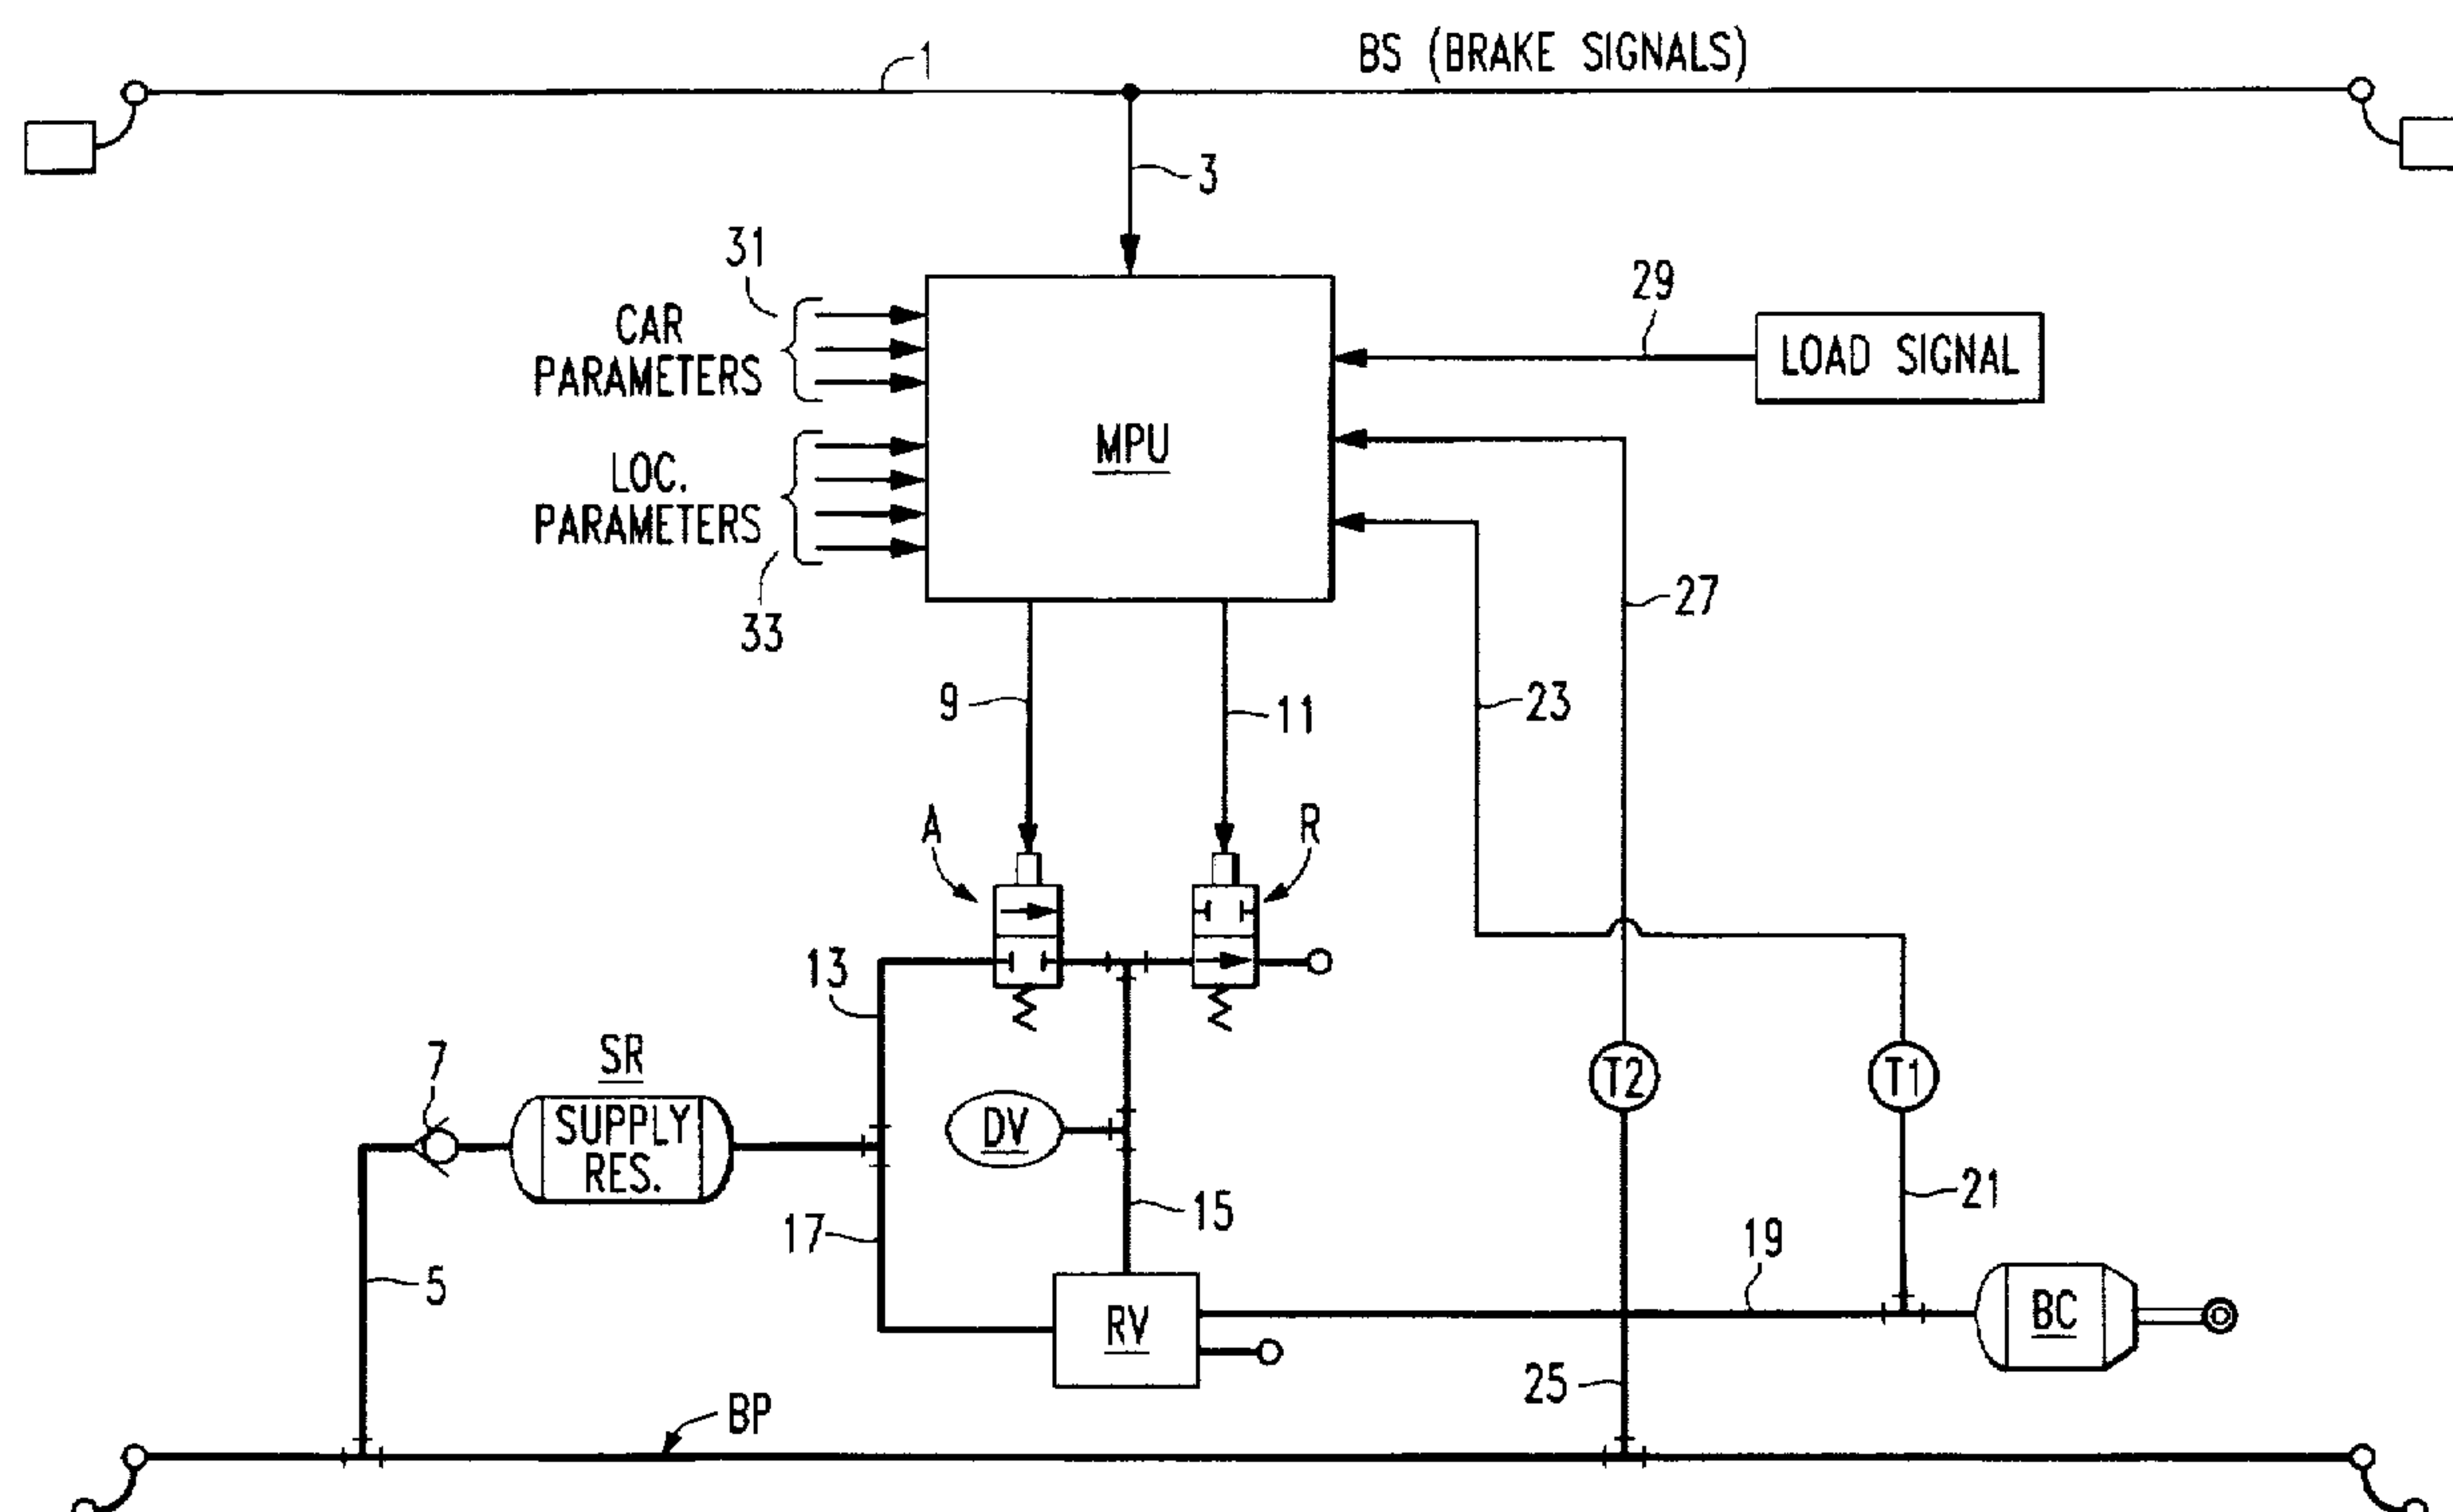 1
BS (BRAKE SIGNALS)
3
31
CAR
PARAMETERS
29
LOAD SIGNAL
MPU
LOC.
PARAMETERS
33
27
9
11
23
A
R
13
7
SR
SUPPLY
RES.
DV
T2
T1
15
21
17
19
5
RV
BC
25
BP